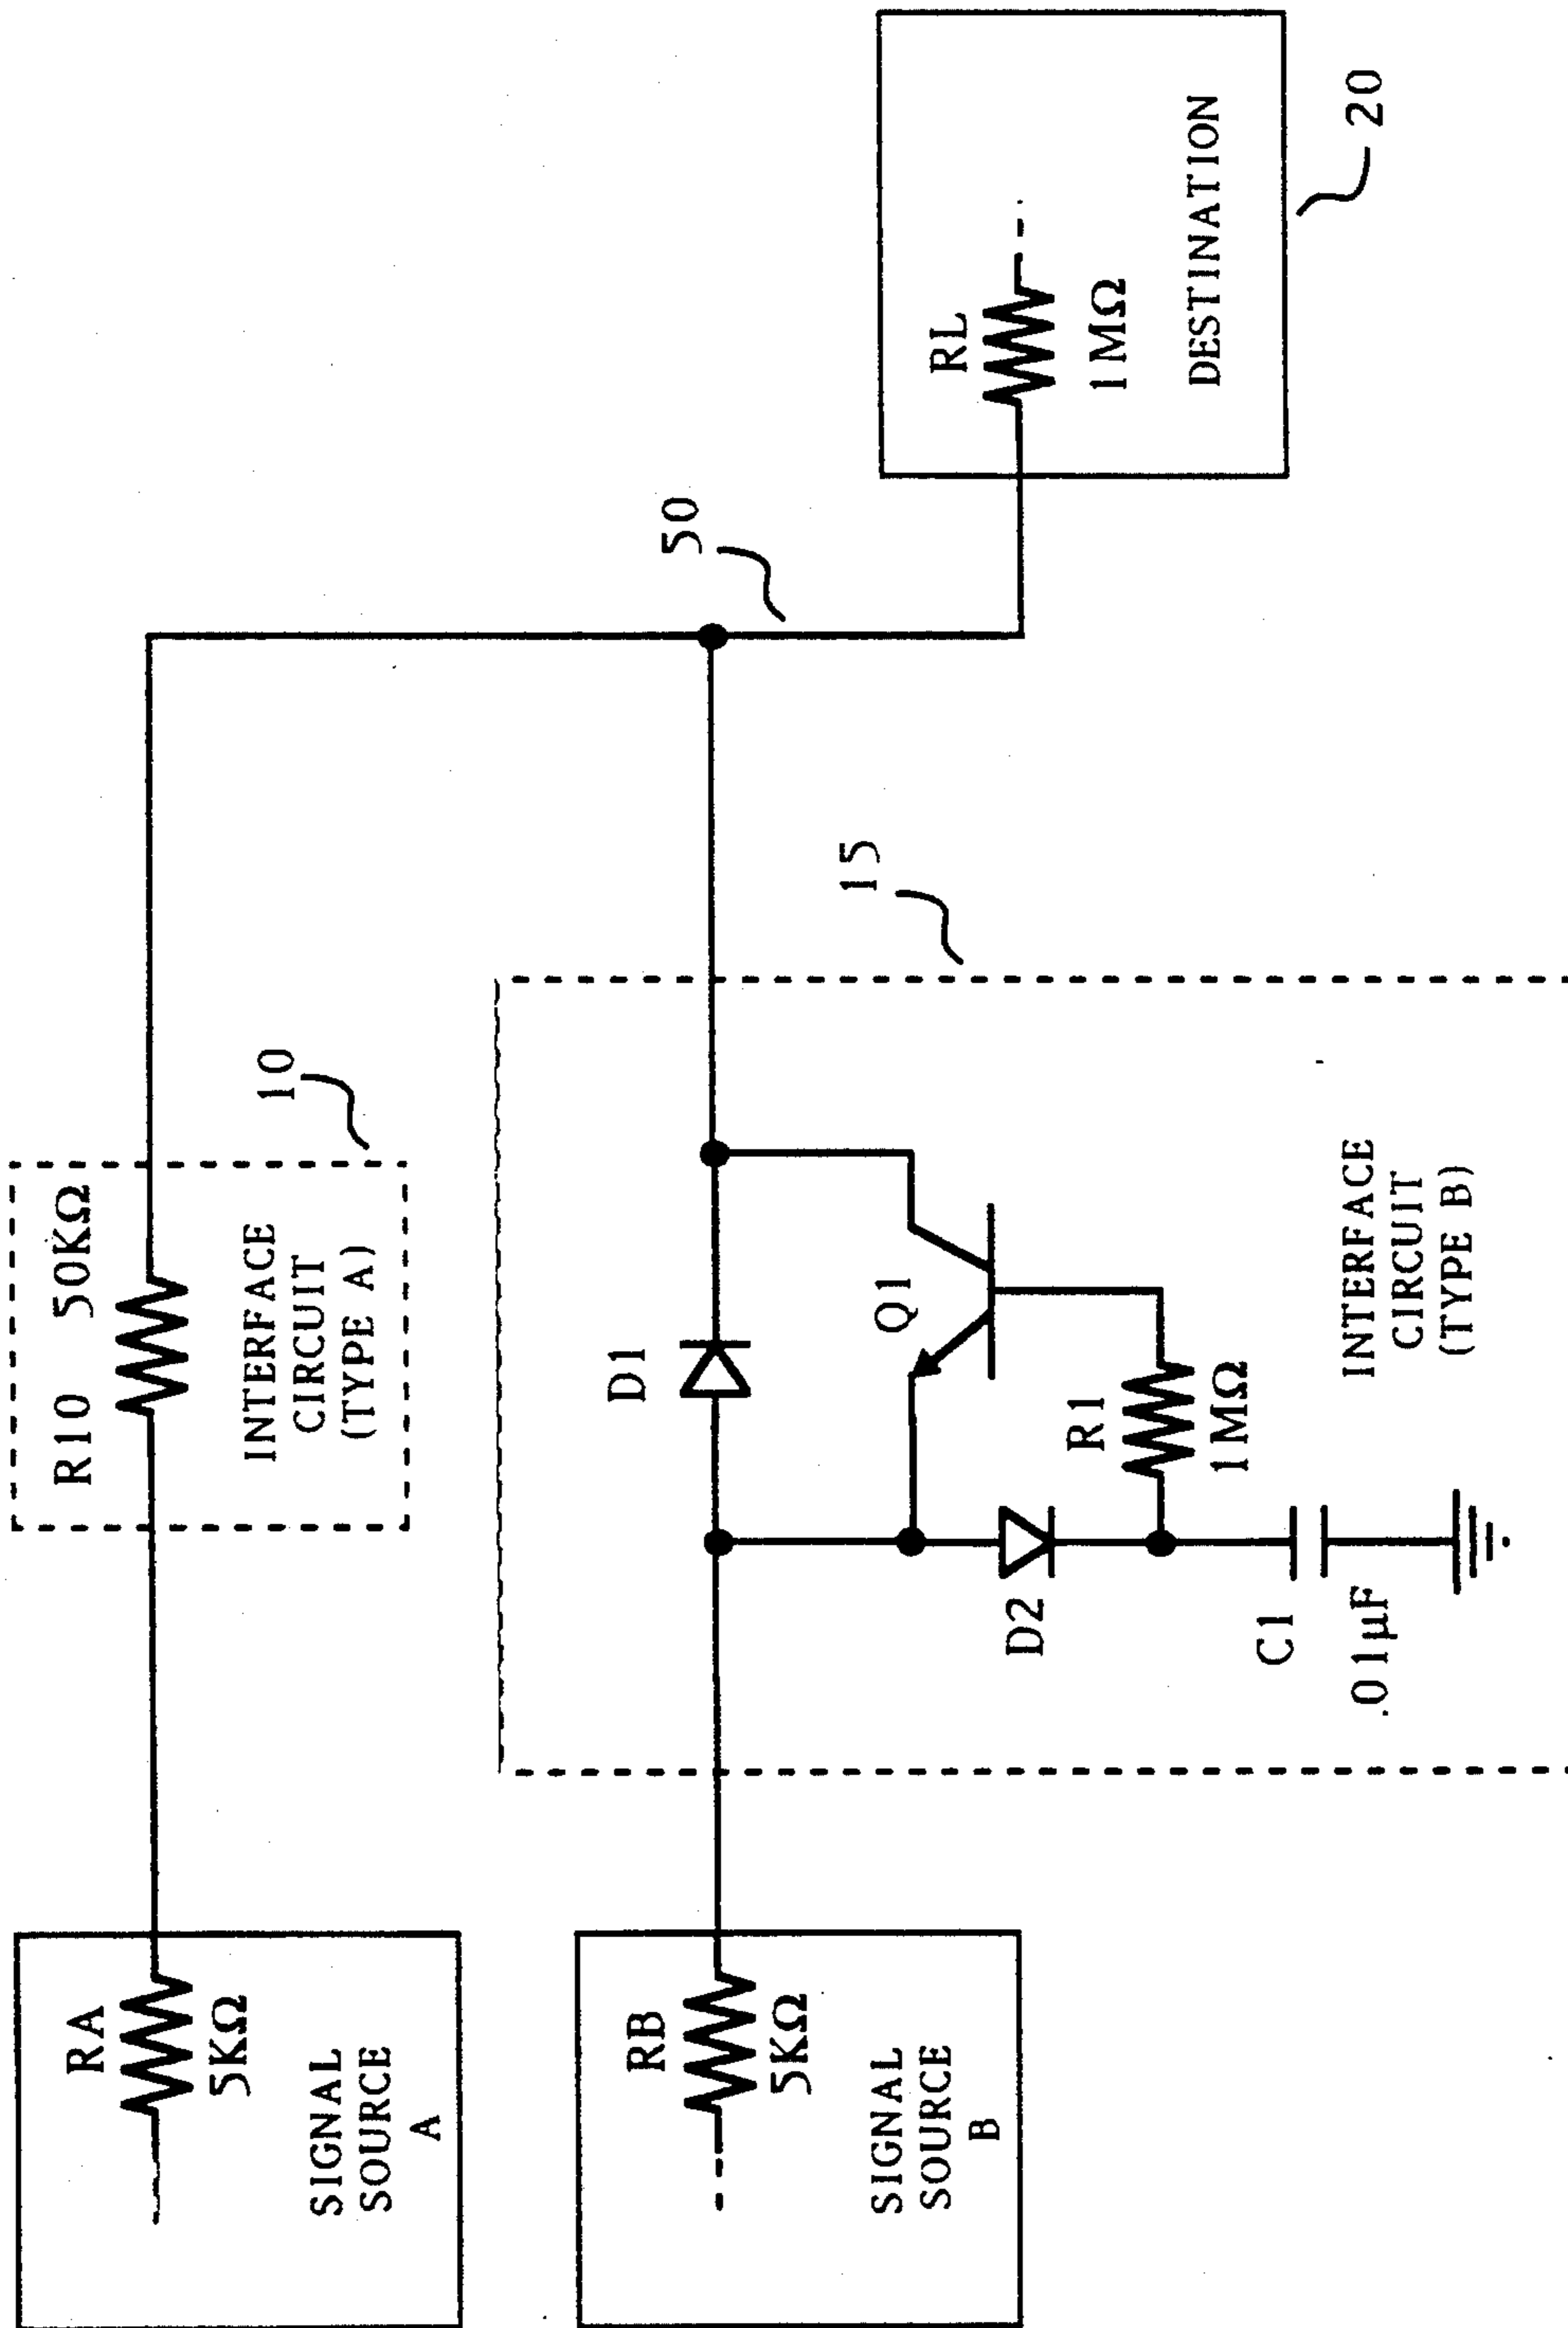 RA
5KΩ
SIGNAL
SOURCE
A
R10 50KΩ
INTERFACE
CIRCUIT
(TYPE A)
10
RB
5KΩ
SIGNAL
SOURCE
B
D1
Q1
D2
R1
1MΩ
C1
.01µF
INTERFACE
CIRCUIT
(TYPE B)
15
50
RL
1MΩ
DESTINATION
20